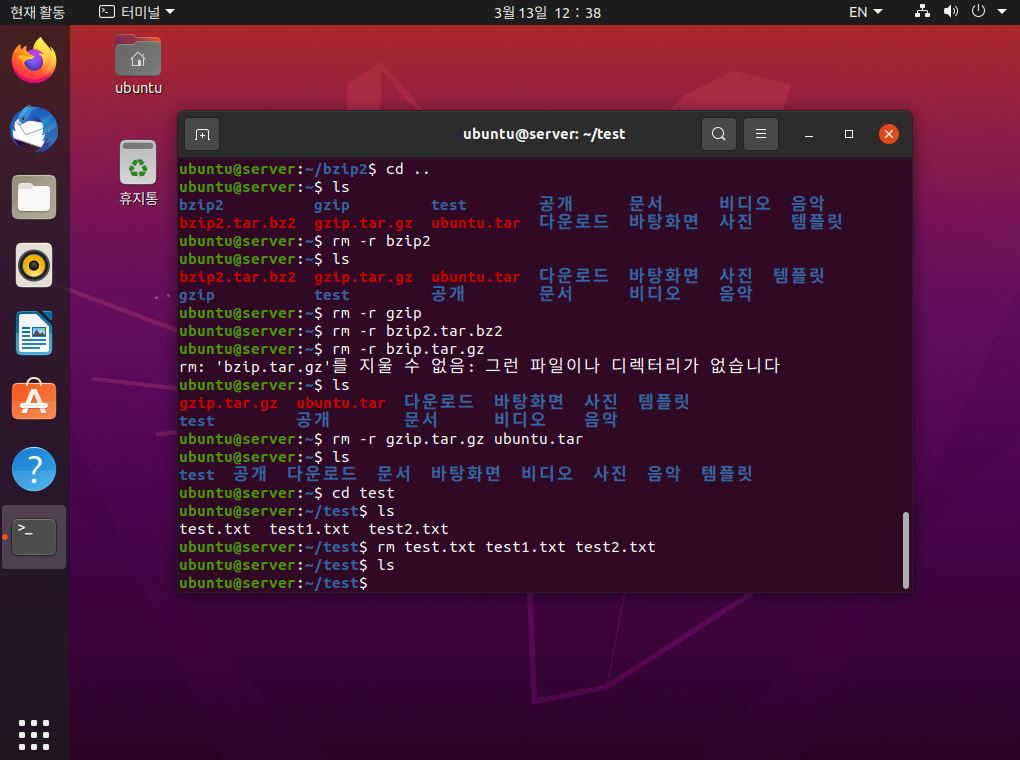 현재 활동 터미널 3월 13일 12 : 38 EN
ubuntu
휴지통
ubuntu@server: ~/test
ubuntu@server:~/bzip2$ cd ..
ubuntu@server:~$ ls
bzip2 gzip test 공개 문서 비디오 음악
bzip2.tar.bz2 gzip.tar.gz ubuntu.tar 다운로드 바탕화면 사진 템플릿
ubuntu@server:~$ rm -r bzip2
ubuntu@server:~$ ls
bzip2.tar.bz2 gzip.tar.gz ubuntu.tar 다운로드 바탕화면 사진 템플릿
gzip test 공개 문서 비디오 음악
ubuntu@server:~$ rm -r gzip
ubuntu@server:~$ rm -r bzip2.tar.bz2
ubuntu@server:~$ rm -r bzip.tar.gz
rm: 'bzip.tar.gz'를 지울 수 없음: 그런 파일이나 디렉터리가 없습니다
ubuntu@server:~$ ls
gzip.tar.gz ubuntu.tar 다운로드 바탕화면 사진 템플릿
test 공개 문서 비디오 음악
ubuntu@server:~$ rm -r gzip.tar.gz ubuntu.tar
ubuntu@server:~$ ls
test 공개 다운로드 문서 바탕화면 비디오 사진 음악 템플릿
ubuntu@server:~$ cd test
ubuntu@server:~/test$ ls
test.txt test1.txt test2.txt
ubuntu@server:~/test$ rm test.txt test1.txt test2.txt
ubuntu@server:~/test$ ls
ubuntu@server:~/test$